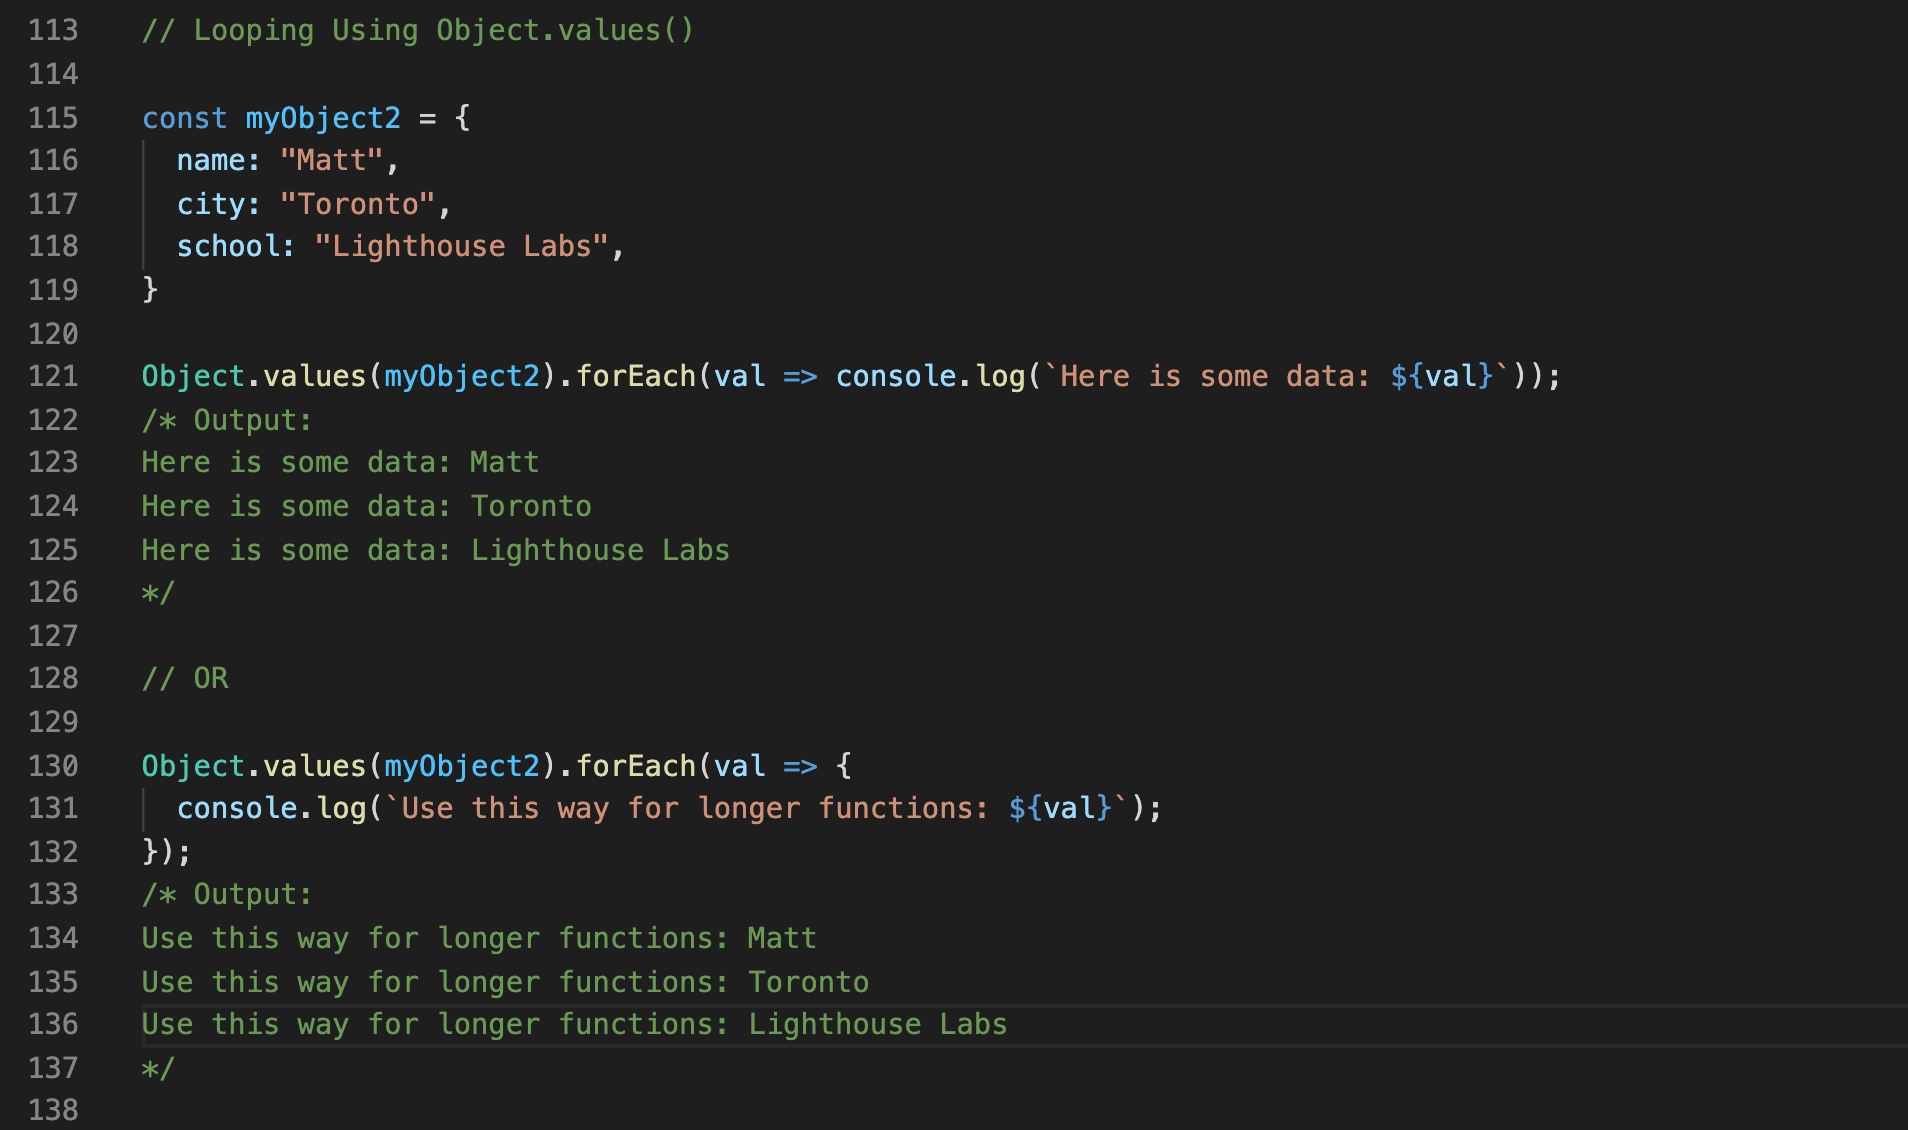 113 // Looping Using Object.values()
114
115 const myObject2 = {
116   name: "Matt",
117   city: "Toronto",
118   school: "Lighthouse Labs",
119 }
120
121 Object.values(myObject2).forEach(val => console.log(`Here is some data: ${val}`));
122 /* Output:
123 Here is some data: Matt
124 Here is some data: Toronto
125 Here is some data: Lighthouse Labs
126 */
127
128 // OR
129
130 Object.values(myObject2).forEach(val => {
131   console.log(`Use this way for longer functions: ${val}`);
132 });
133 /* Output:
134 Use this way for longer functions: Matt
135 Use this way for longer functions: Toronto
136 Use this way for longer functions: Lighthouse Labs
137 */
138